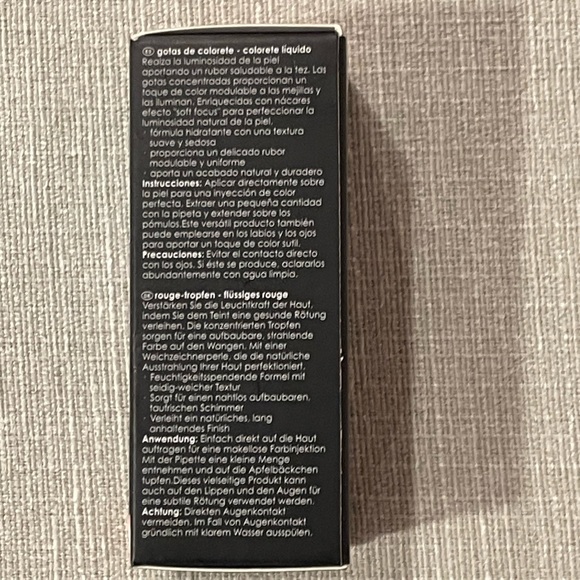 ES gotas de colorete - colorete líquido
Realza la luminosidad de la piel
aportando un rubor saludable a la tez. Las
gotas concentradas proporcionan un
toque de color modulable a las mejillas y
las iluminan. Enriquecidas con nácares
efecto "soft focus" para perfeccionar la
luminosidad natural de la piel.
· fórmula hidratante con una textura
suave y sedosa
· proporciona un delicado rubor
modulable y uniforme
· aporta un acabado natural y duradero
Instrucciones: Aplicar directamente sobre
la piel para una inyección de color
perfecta. Extraer una pequeña cantidad
con la pipeta y extender sobre los
pómulos.Este versátil producto también
puede emplearse en los labios y los ojos
para aportar un toque de color sutil.
Precauciones: Evitar el contacto directo
con los ojos. Si éste se produce, aclararlos
abundantemente con agua limpia.
DE rouge-tropfen - flüssiges rouge
Verstärken Sie die Leuchtkraft der Haut,
indem Sie dem Teint eine gesunde Rötung
verleihen. Die konzentrierten Tropfen
sorgen für eine aufbaubare, strahlende
Farbe auf den Wangen. Mit einer
Weichzeichnerperle, die die natürliche
Ausstrahlung Ihrer Haut perfektioniert.
· Feuchtigkeitsspendende Formel mit
seidig-weicher Textur
· Sorgt für einen nahtlos aufbaubaren,
taufrischen Schimmer
· Verleiht ein natürliches, lang
anhaltendes Finish
Anwendung: Einfach direkt auf die Haut
auftragen für eine makellose Farbinjektion
Mit der Pipette eine kleine Menge
entnehmen und auf die Apfelbäckchen
tupfen.Dieses vielseitige Produkt kann
auch auf den Lippen und den Augen für
eine subtile Rötung verwendet werden.
Achtung: Direkten Augenkontakt
vermeiden. Im Fall von Augenkontakt
gründlich mit klarem Wasser ausspülen.